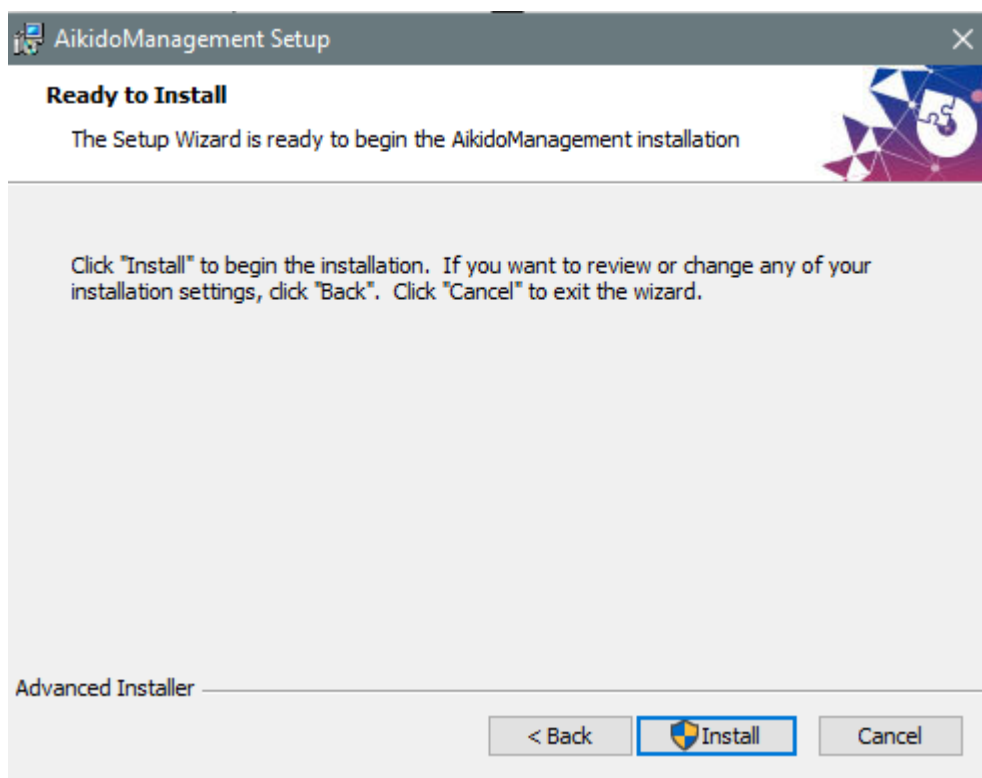 AikidoManagement Setup
Ready to Install
The Setup Wizard is ready to begin the AikidoManagement installation
Click "Install" to begin the installation.  If you want to review or change any of your
installation settings, click "Back".  Click "Cancel" to exit the wizard.
Advanced Installer
< Back
Install
Cancel